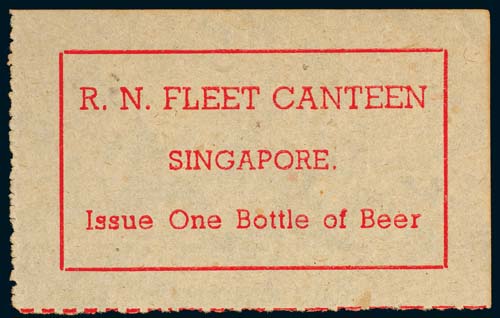 R. N. FLEET CANTEEN
SINGAPORE.
Issue One Bottle of Beer